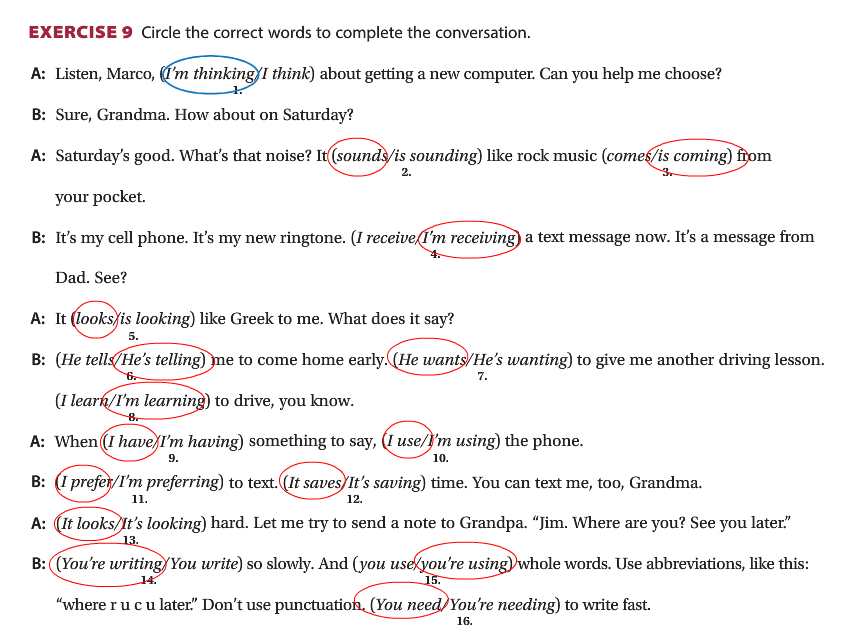 EXERCISE 9 Circle the correct words to complete the conversation.
A: Listen, Marco, (I'm thinking/I think) about getting a new computer. Can you help me choose?
1.
B: Sure, Grandma. How about on Saturday?
A: Saturday's good. What's that noise? It (sounds/is sounding) like rock music (comes/is coming) from
2. 3.
your pocket.
B: It's my cell phone. It's my new ringtone. (I receive/I'm receiving) a text message now. It's a message from
4.
Dad. See?
A: It (looks/is looking) like Greek to me. What does it say?
5.
B: (He tells/He's telling) me to come home early. (He wants/He's wanting) to give me another driving lesson.
6. 7.
(I learn/I'm learning) to drive, you know.
8.
A: When (I have/I'm having) something to say, (I use/I'm using) the phone.
9. 10.
B: (I prefer/I'm preferring) to text. (It saves/It's saving) time. You can text me, too, Grandma.
11. 12.
A: (It looks/It's looking) hard. Let me try to send a note to Grandpa. “Jim. Where are you? See you later.”
13.
B: (You're writing/You write) so slowly. And (you use/you're using) whole words. Use abbreviations, like this:
14. 15.
“where r u c u later.” Don't use punctuation. (You need/You're needing) to write fast.
16.